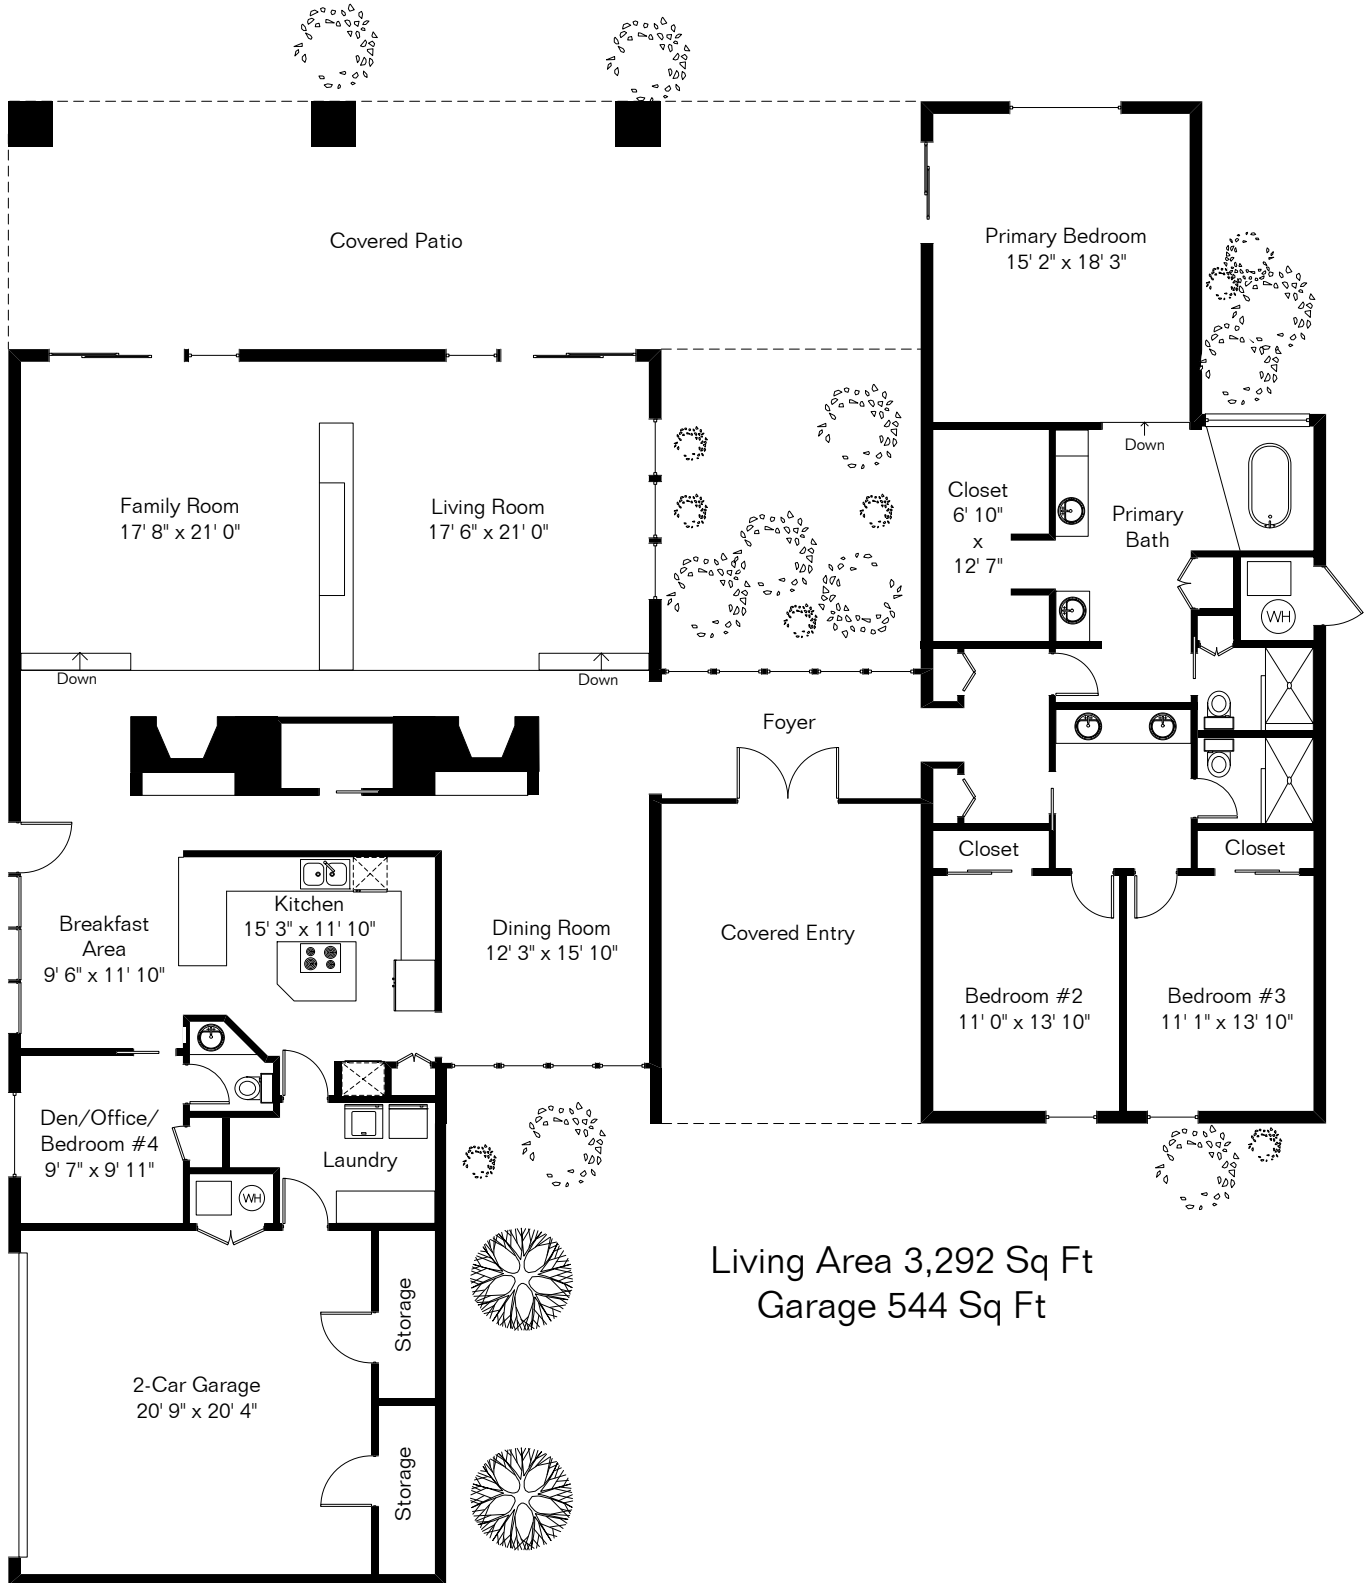 Covered Patio
Primary Bedroom
15' 2" x 18' 3"
Down
Family Room
17' 8" x 21' 0"
Living Room
17' 6" x 21' 0"
Closet
6' 10"
x
12' 7"
Primary
Bath
WH
Down
Down
Foyer
Closet
Closet
Kitchen
15' 3" x 11' 10"
Breakfast
Area
9' 6" x 11' 10"
Dining Room
12' 3" x 15' 10"
Covered Entry
Bedroom #2
11' 0" x 13' 10"
Bedroom #3
11' 1" x 13' 10"
Den/Office/
Bedroom #4
9' 7" x 9' 11"
Laundry
WH
Living Area 3,292 Sq Ft
Garage 544 Sq Ft
Storage
2-Car Garage
20' 9" x 20' 4"
Storage